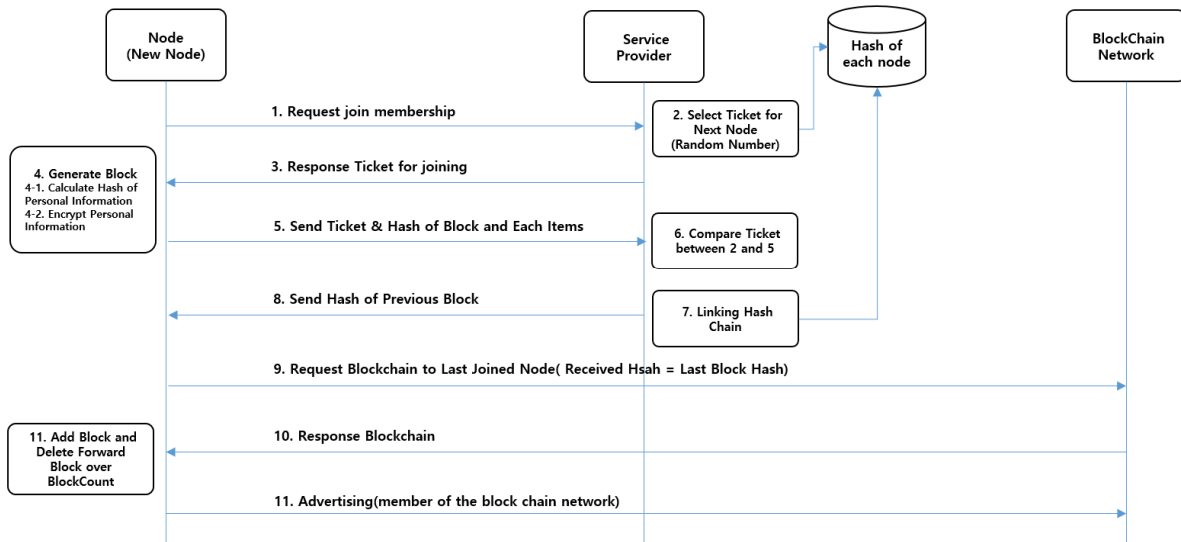 Node
(New Node)
Service
Provider
Hash of
each node
BlockChain
Network
1. Request join membership
2. Select Ticket for
Next Node
(Random Number)
3. Response Ticket for joining
4. Generate Block
4-1. Calculate Hash of
Personal Information
4-2. Encrypt Personal
Information
5. Send Ticket & Hash of Block and Each Items
6. Compare Ticket
between 2 and 5
8. Send Hash of Previous Block
7. Linking Hash
Chain
9. Request Blockchain to Last Joined Node( Received Hsah = Last Block Hash)
11. Add Block and
Delete Forward
Block over
BlockCount
10. Response Blockchain
11. Advertising(member of the block chain network)